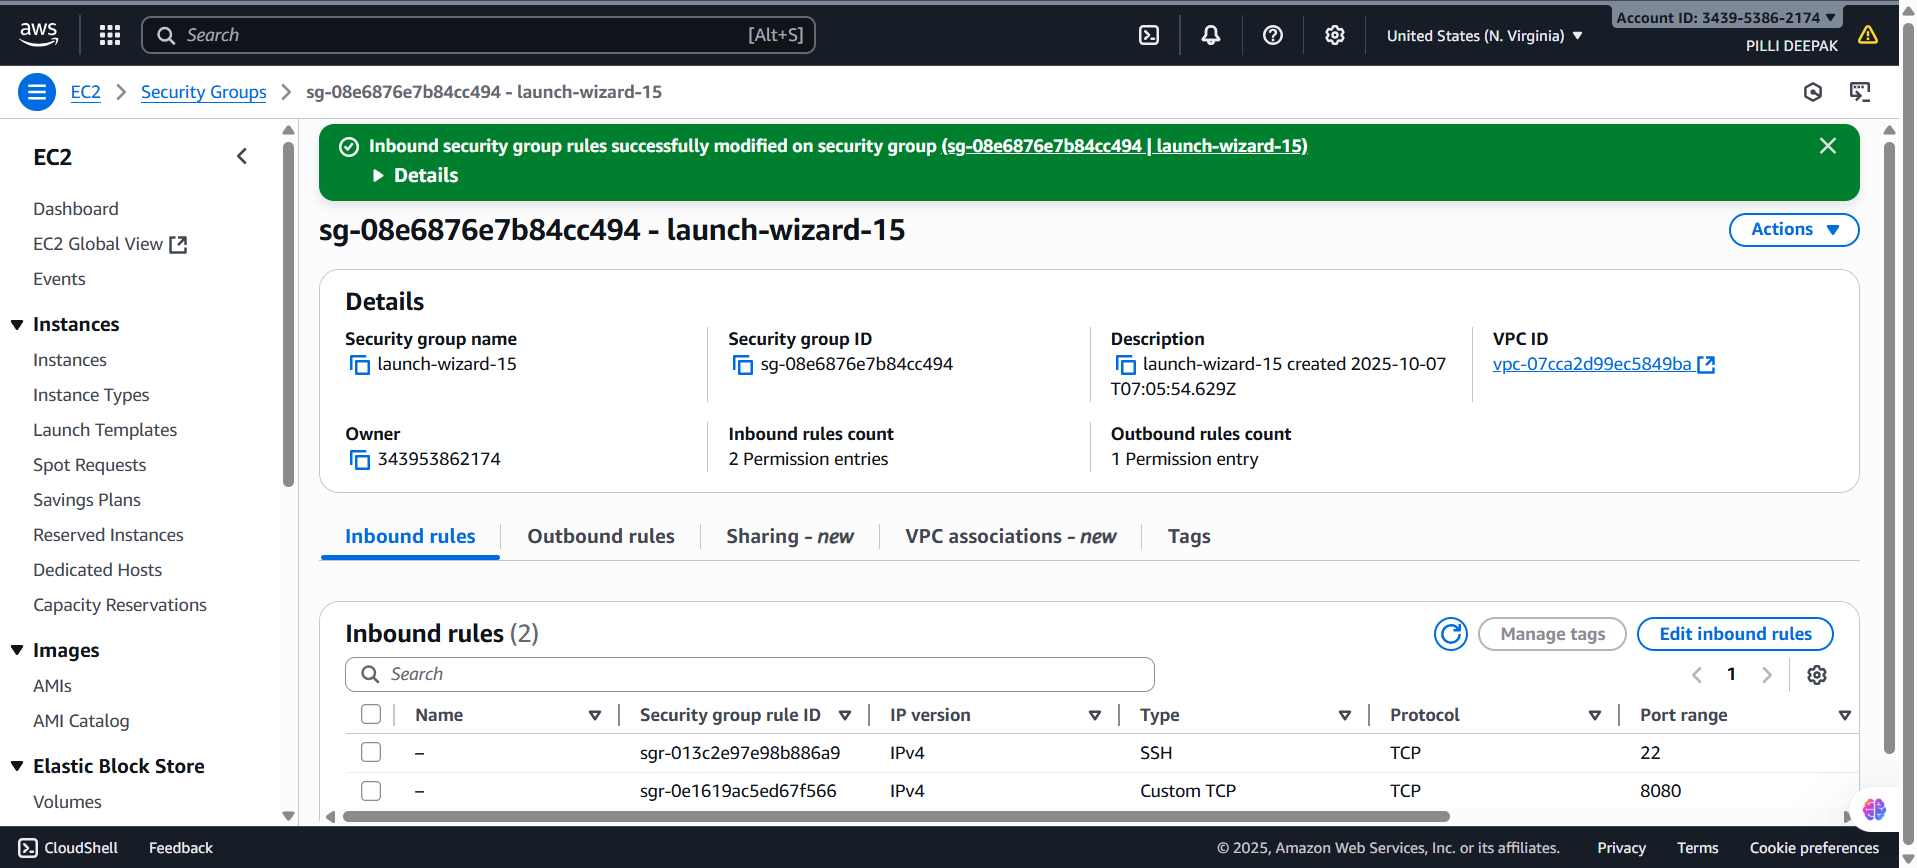 aws
Search [Alt+S]
United States (N. Virginia)
Account ID: 3439-5386-2174
PILLI DEEPAK
EC2
Security Groups
sg-08e6876e7b84cc494 - launch-wizard-15
EC2
Dashboard
EC2 Global View
Events
Instances
Instances
Instance Types
Launch Templates
Spot Requests
Savings Plans
Reserved Instances
Dedicated Hosts
Capacity Reservations
Images
AMIs
AMI Catalog
Elastic Block Store
Volumes
Inbound security group rules successfully modified on security group (sg-08e6876e7b84cc494 | launch-wizard-15)
Details
sg-08e6876e7b84cc494 - launch-wizard-15
Actions
Details
Security group name
launch-wizard-15
Security group ID
sg-08e6876e7b84cc494
Description
launch-wizard-15 created 2025-10-07
T07:05:54.629Z
VPC ID
vpc-07cca2d99ec5849ba
Owner
343953862174
Inbound rules count
2 Permission entries
Outbound rules count
1 Permission entry
Inbound rules
Outbound rules
Sharing - new
VPC associations - new
Tags
Inbound rules (2)
Manage tags
Edit inbound rules
Search
1
Name Security group rule ID IP version Type Protocol Port range
– sgr-013c2e97e98b886a9 IPv4 SSH TCP 22
– sgr-0e1619ac5ed67f566 IPv4 Custom TCP TCP 8080
CloudShell
Feedback
© 2025, Amazon Web Services, Inc. or its affiliates.
Privacy
Terms
Cookie preferences